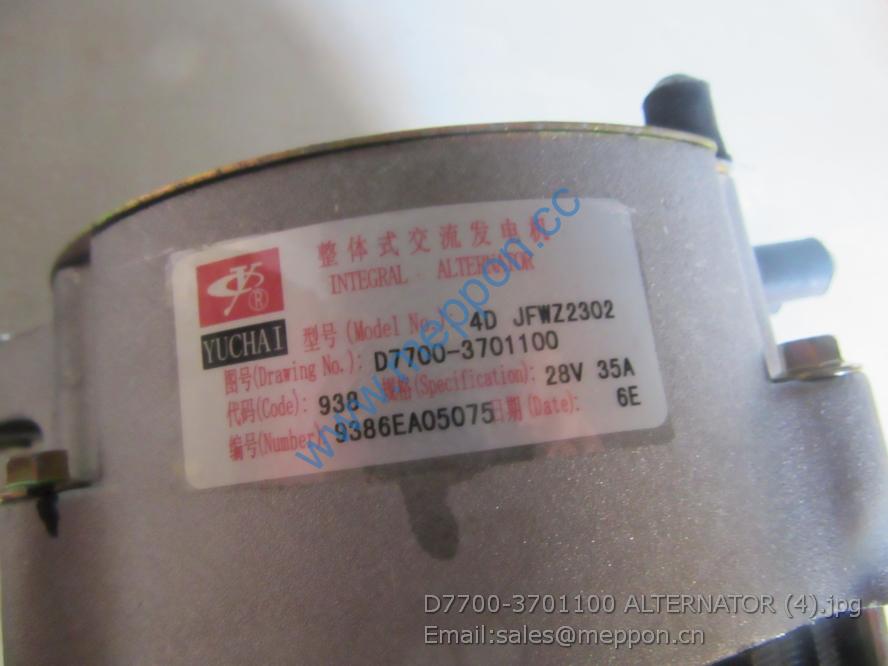 整体式交流发电机
INTEGRAL ALTERNATOR
YUCHAI
型号(Model No.): 4D JFWZ2302
图号(Drawing No.): D7700-3701100
代码(Code): 938 规格(Specification): 28V 35A
编号(Number) 9386EA05075 日期(Date): 6E
www.meppon.cc
D7700-3701100 ALTERNATOR (4).jpg
Email:sales@meppon.cn